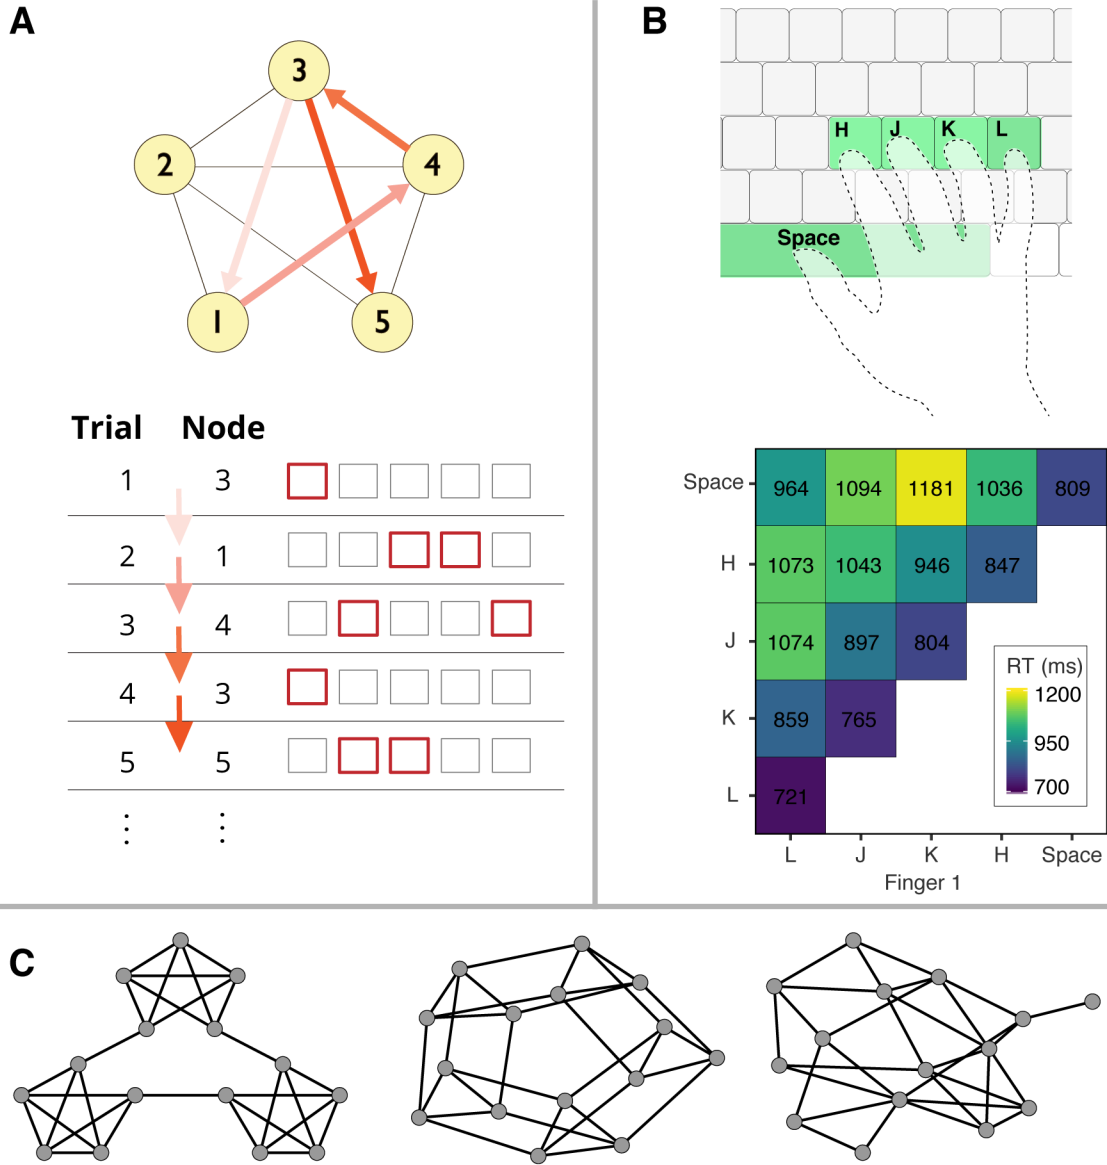 A
3
2
4
1
5
Trial Node
1 3
2 1
3 4
4 3
5 5
⋮ ⋮
B
H J K L
Space
Space 964 1094 1181 1036 809
H 1073 1043 946 847
J 1074 897 804
K 859 765
L 721
RT (ms)
1200
950
700
L J K H Space
Finger 1
C